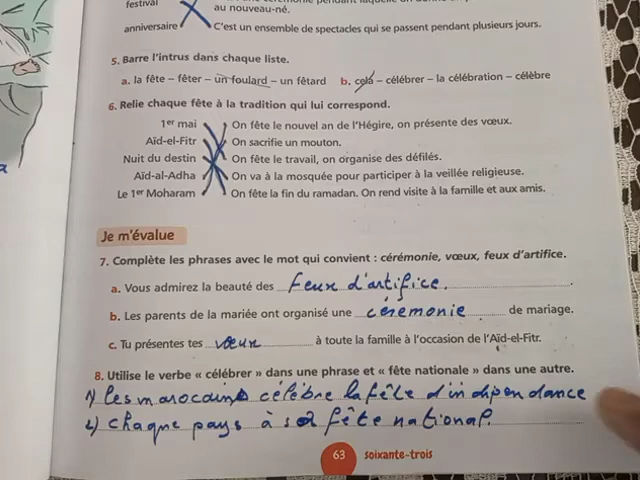 festival
au nouveau-né.
anniversaire C'est un ensemble de spectacles qui se passent pendant plusieurs jours.
5. Barre l'intrus dans chaque liste.
a. la fête – fêter – un foulard – un fêtard b. cela – célébrer – la célébration – célèbre
6. Relie chaque fête à la tradition qui lui correspond.
1er mai On fête le nouvel an de l'Hégire, on présente des vœux.
Aïd-el-Fitr On sacrifie un mouton.
Nuit du destin On fête le travail, on organise des défilés.
Aïd-al-Adha On va à la mosquée pour participer à la veillée religieuse.
Le 1er Moharam On fête la fin du ramadan. On rend visite à la famille et aux amis.
Je m'évalue
7. Complète les phrases avec le mot qui convient : cérémonie, vœux, feux d'artifice.
a. Vous admirez la beauté des feux d'artifice.
b. Les parents de la mariée ont organisé une cérémonie de mariage.
c. Tu présentes tes vœux à toute la famille à l'occasion de l'Aïd-el-Fitr.
8. Utilise le verbe « célébrer » dans une phrase et « fête nationale » dans une autre.
1) les marocains célèbre la fête d'indipendance
2) chaque pays à sa fête national.
63 soixante-trois